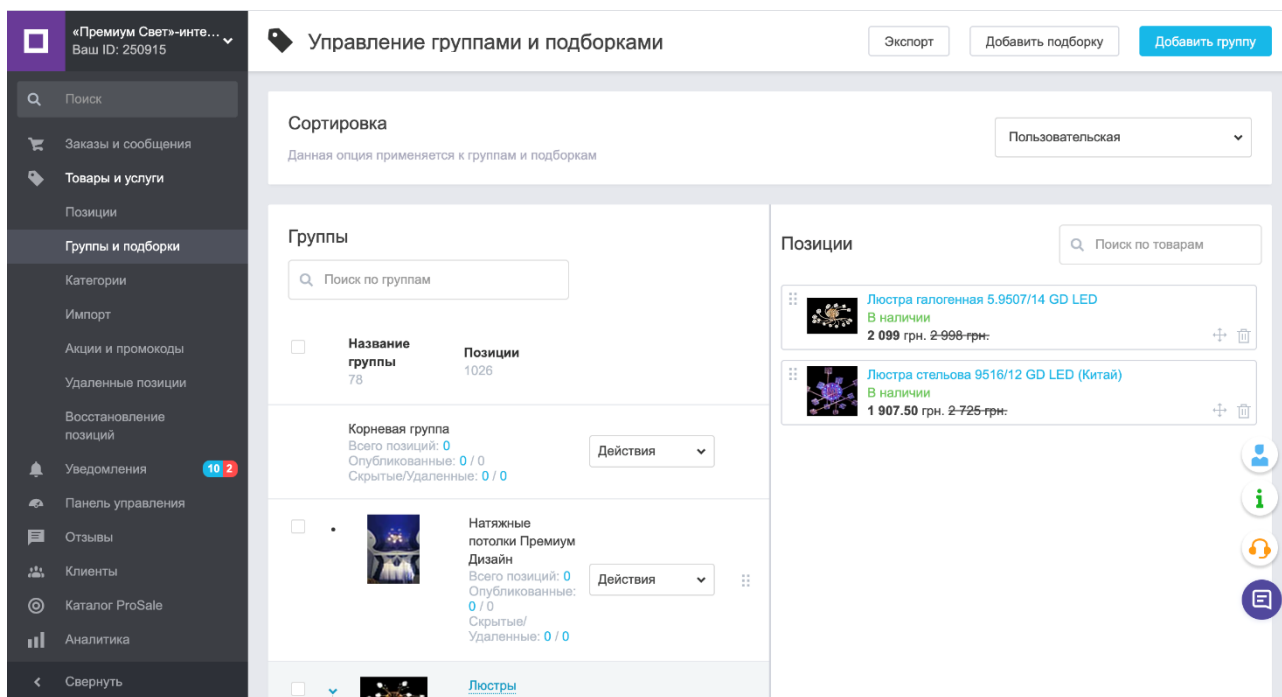 «Премиум Свет»-инте...
Ваш ID: 250915
Управление группами и подборками
Экспорт
Добавить подборку
Добавить группу
Поиск
Заказы и сообщения
Товары и услуги
Позиции
Группы и подборки
Категории
Импорт
Акции и промокоды
Удаленные позиции
Восстановление
позиций
Уведомления
10 2
Панель управления
Отзывы
Клиенты
Каталог ProSale
Аналитика
Свернуть
Сортировка
Данная опция применяется к группам и подборкам
Пользовательская
Группы
Поиск по группам
Название
группы
78
Позиции
1026
Корневая группа
Всего позиций: 0
Опубликованные: 0 / 0
Скрытые/Удаленные: 0 / 0
Действия
Натяжные
потолки Премиум
Дизайн
Всего позиций: 0
Опубликованные:
0 / 0
Скрытые/
Удаленные: 0 / 0
Действия
Люстры
Позиции
Поиск по товарам
Люстра галогенная 5.9507/14 GD LED
В наличии
2 099 грн. 2 998 грн.
Люстра стельова 9516/12 GD LED (Китай)
В наличии
1 907.50 грн. 2 725 грн.